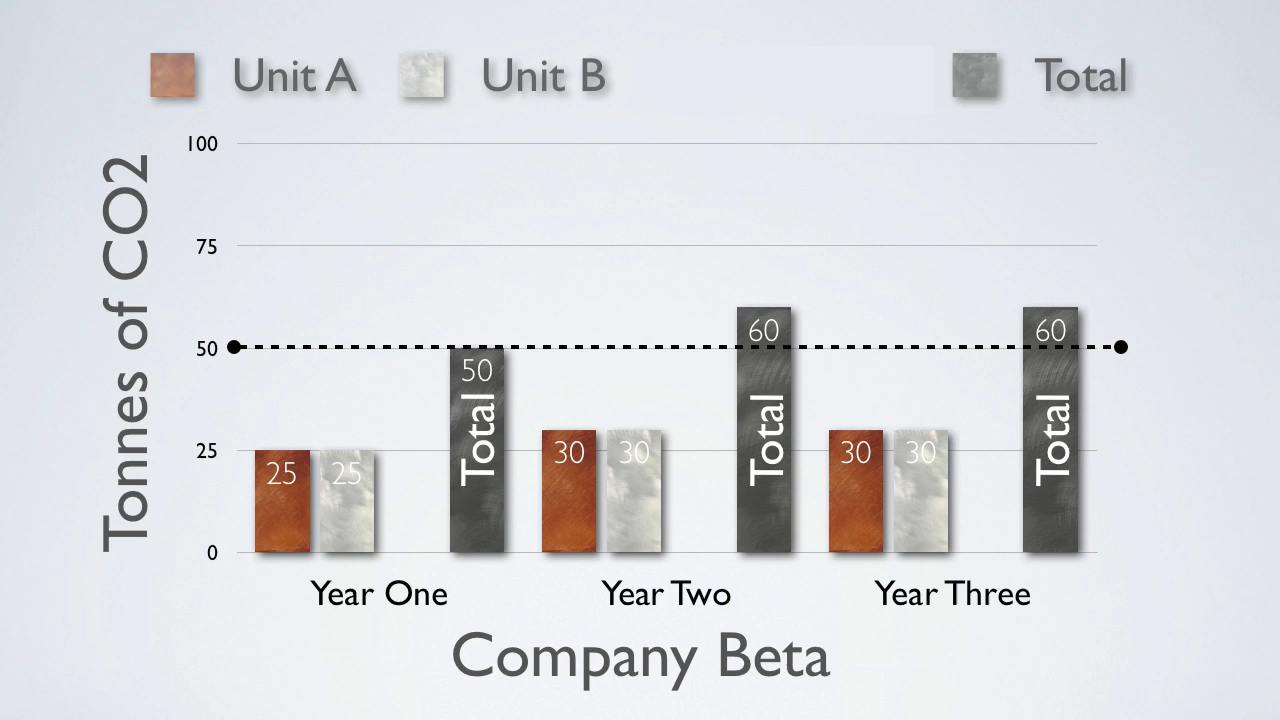 Unit A
Unit B
Total
Tonnes of CO2
100
75
50
25
0
25
25
50
Total
30
30
60
Total
30
30
60
Total
Year One
Year Two
Year Three
Company Beta